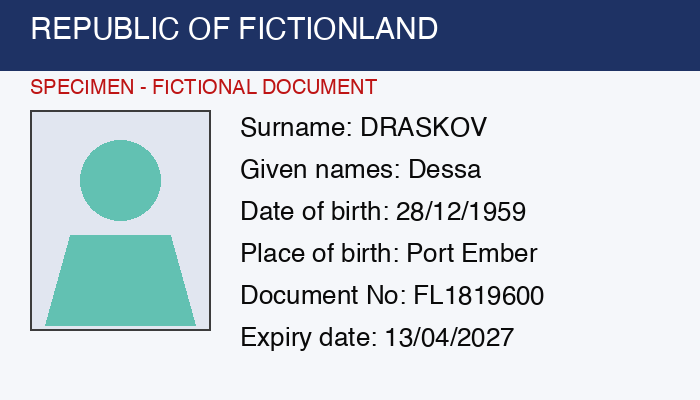 REPUBLIC OF FICTIONLAND
SPECIMEN - FICTIONAL DOCUMENT
Surname: DRASKOV
Given names: Dessa
Date of birth: 28/12/1959
Place of birth: Port Ember
Document No: FL1819600
Expiry date: 13/04/2027